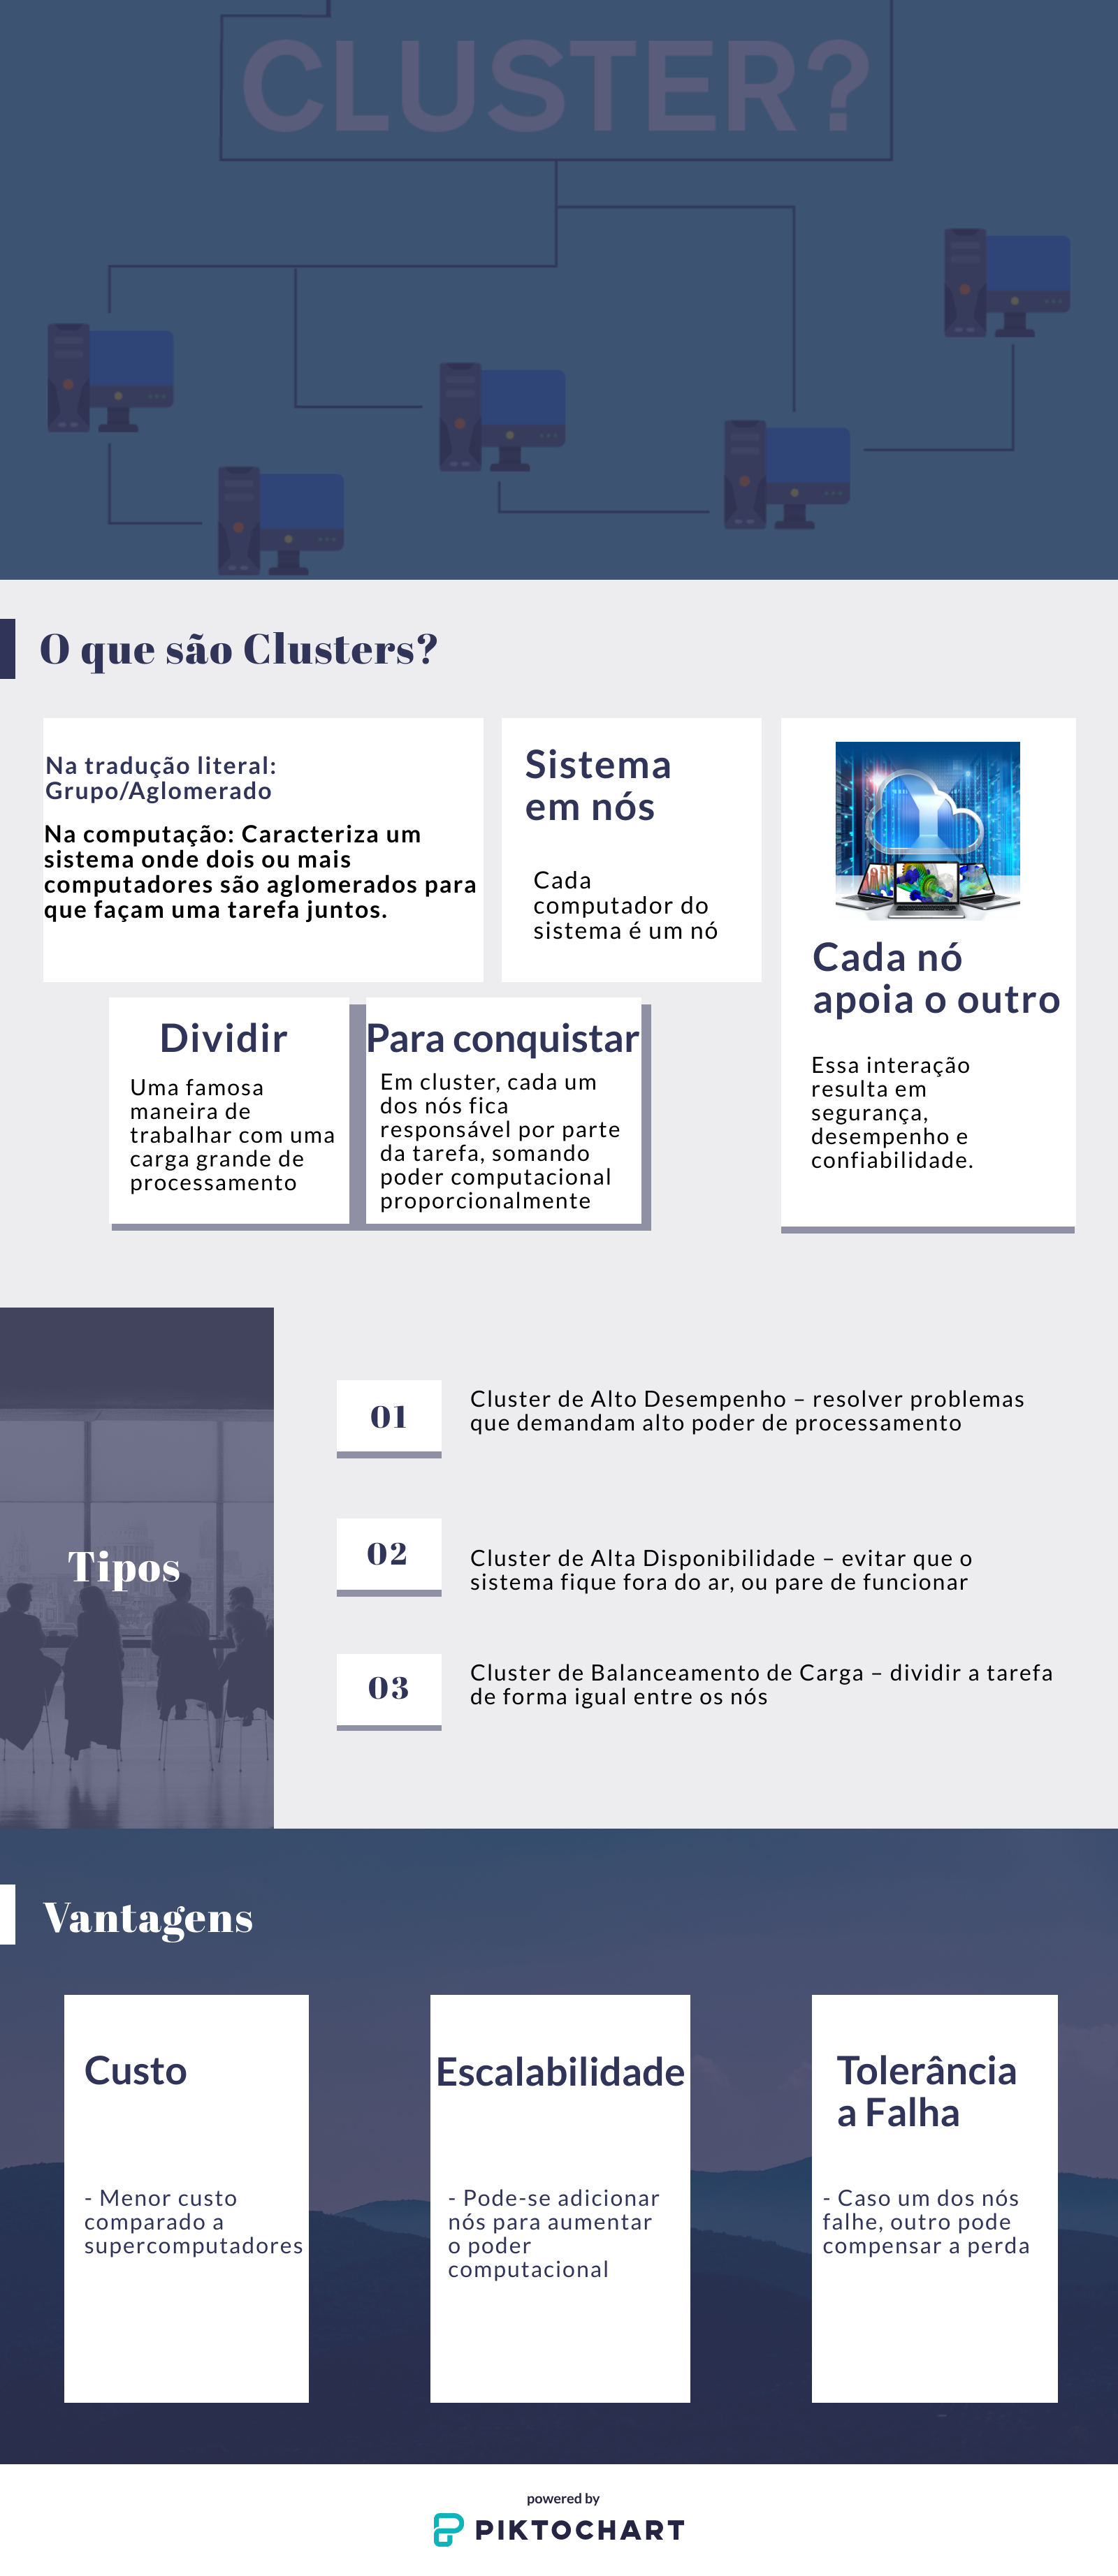 CLUSTER?
O que são Clusters?
Na tradução literal:
Grupo/Aglomerado
Na computação: Caracteriza um
sistema onde dois ou mais
computadores são aglomerados para
que façam uma tarefa juntos.
Sistema
em nós
Cada
computador do
sistema é um nó
Cada nó
apoia o outro
Essa interação
resulta em
segurança,
desempenho e
confiabilidade.
Dividir
Uma famosa
maneira de
trabalhar com uma
carga grande de
processamento
Para conquistar
Em cluster, cada um
dos nós fica
responsável por parte
da tarefa, somando
poder computacional
proporcionalmente
Tipos
01
Cluster de Alto Desempenho – resolver problemas
que demandam alto poder de processamento
02
Cluster de Alta Disponibilidade – evitar que o
sistema fique fora do ar, ou pare de funcionar
03
Cluster de Balanceamento de Carga – dividir a tarefa
de forma igual entre os nós
Vantagens
Custo
- Menor custo
comparado a
supercomputadores
Escalabilidade
- Pode-se adicionar
nós para aumentar
o poder
computacional
Tolerância
a Falha
- Caso um dos nós
falhe, outro pode
compensar a perda
powered by
PIKTOCHART